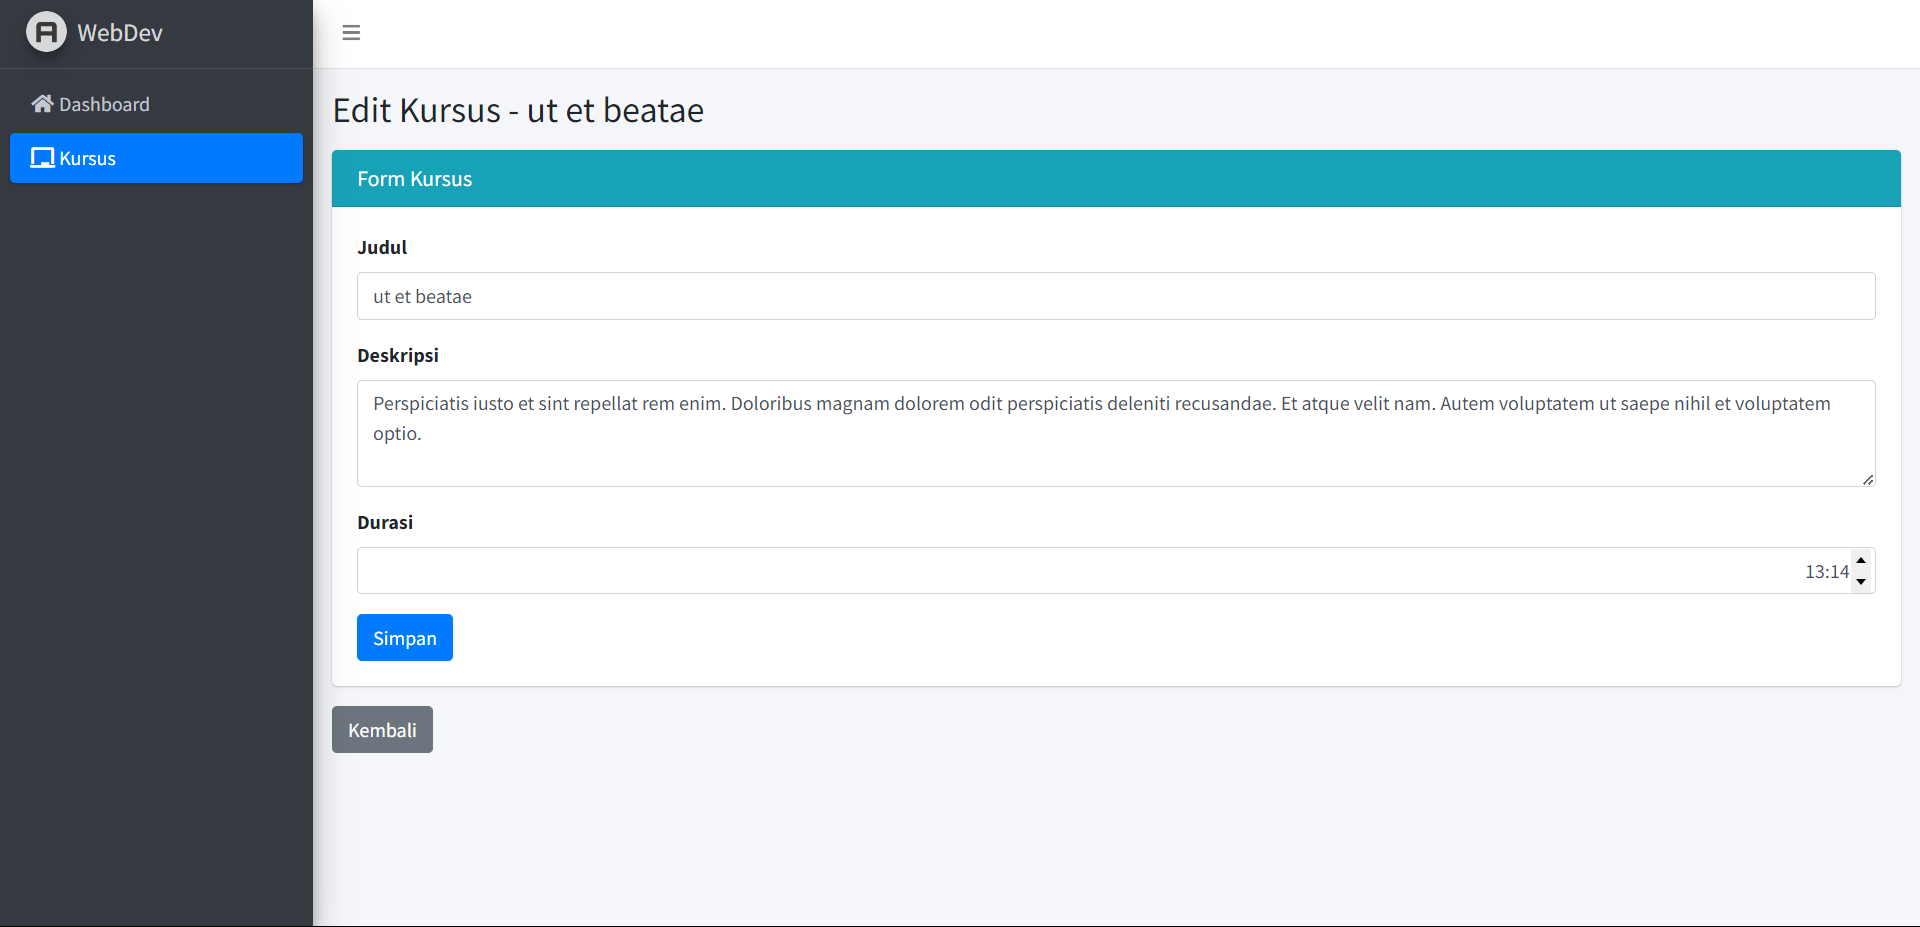 WebDev
Dashboard
Kursus
Edit Kursus - ut et beatae
Form Kursus
Judul
ut et beatae
Deskripsi
Perspiciatis iusto et sint repellat rem enim. Doloribus magnam dolorem odit perspiciatis deleniti recusandae. Et atque velit nam. Autem voluptatem ut saepe nihil et voluptatem
optio.
Durasi
13:14
Simpan
Kembali